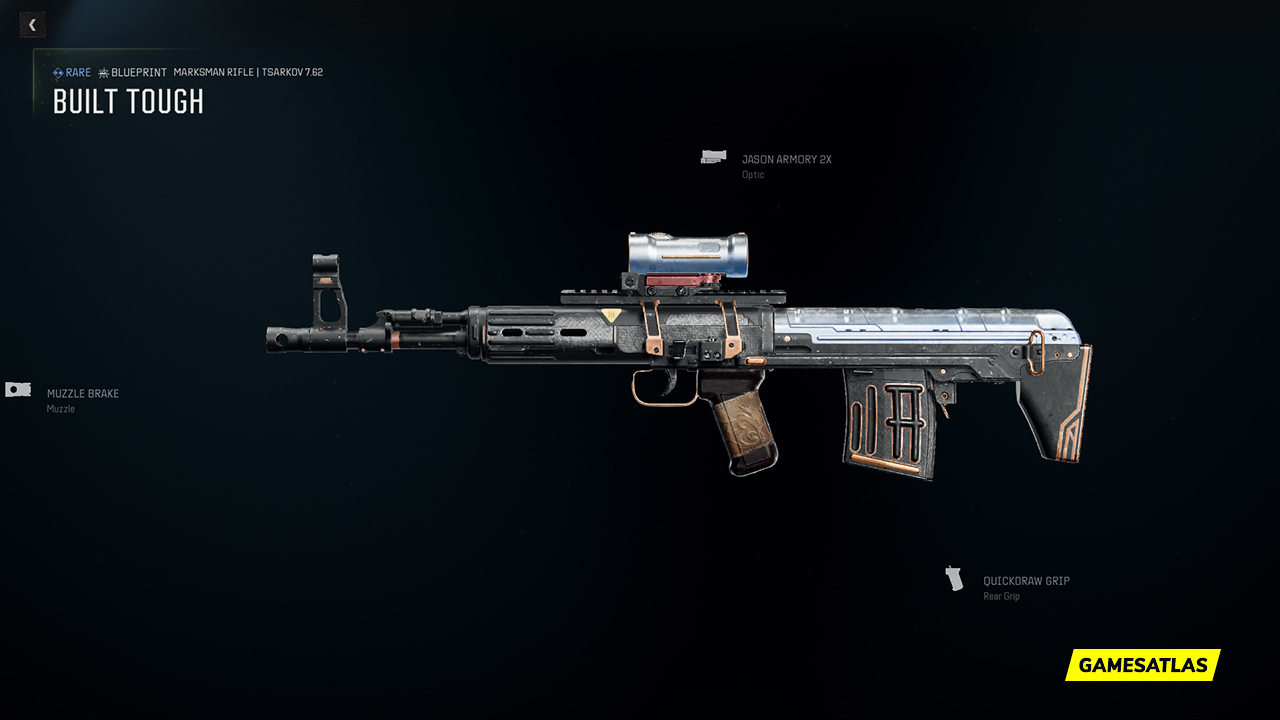 RARE BLUEPRINT MARKSMAN RIFLE | TSARKOV 7.62
BUILT TOUGH
JASON ARMORY 2X
Optic
MUZZLE BRAKE
Muzzle
QUICKDRAW GRIP
Rear Grip
GAMESATLAS